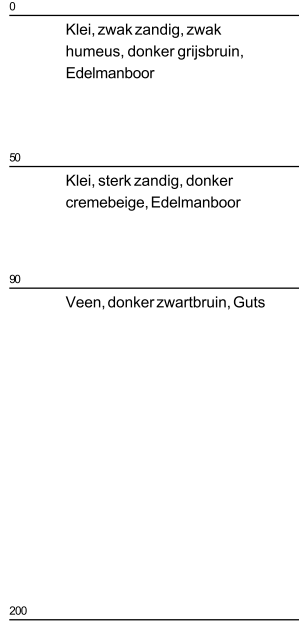 0
Klei, zwak zandig, zwak
humeus, donker grijsbruin,
Edelmanboor
50
Klei, sterk zandig, donker
cremebeige, Edelmanboor
90
Veen, donker zwartbruin, Guts
200